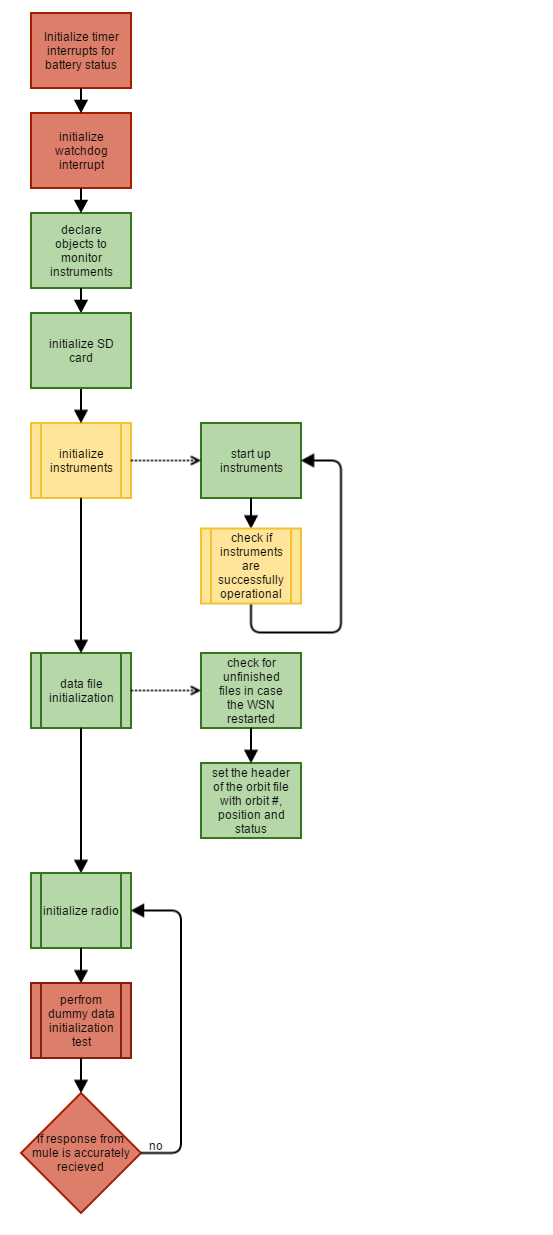 Initialize timer
interrupts for
battery status
initialize
watchdog
interrupt
declare
objects to
monitor
instruments
initialize SD
card
initialize
instruments
start up
instruments
check if
instruments
are
successfully
operational
data file
initialization
check for
unfinished
files in case
the WSN
restarted
set the header
of the orbit file
with orbit #,
position and
status
initialize radio
perfrom
dummy data
initialization
test
if response from
mule is accurately
recieved
no